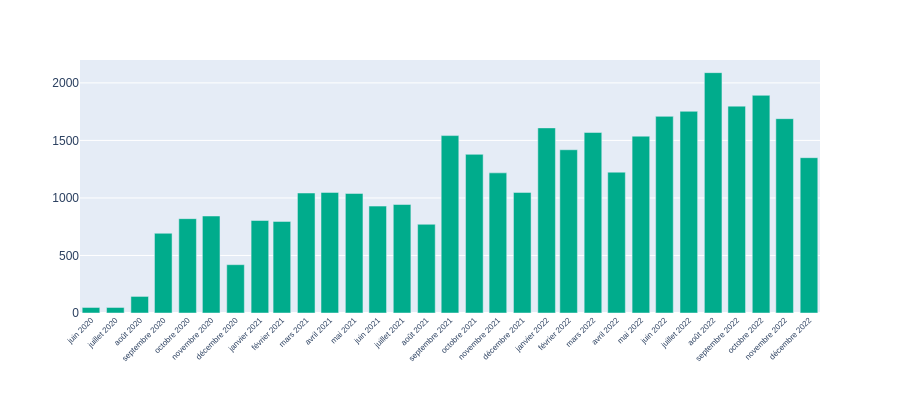 2000
1500
1000
500
0
juin 2020
juillet 2020
août 2020
septembre 2020
octobre 2020
novembre 2020
décembre 2020
janvier 2021
février 2021
mars 2021
avril 2021
mai 2021
juin 2021
juillet 2021
août 2021
septembre 2021
octobre 2021
novembre 2021
décembre 2021
janvier 2022
février 2022
mars 2022
avril 2022
mai 2022
juin 2022
juillet 2022
août 2022
septembre 2022
octobre 2022
novembre 2022
décembre 2022